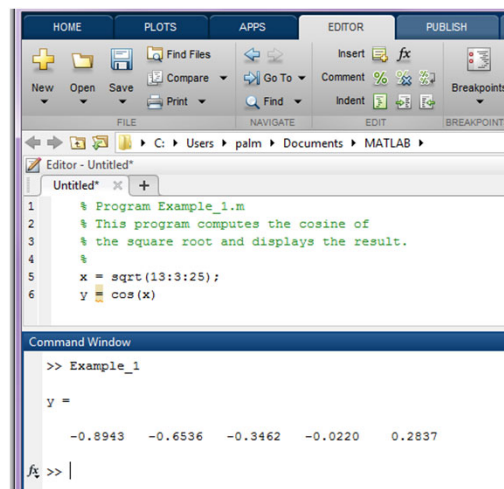 HOME PLOTS APPS EDITOR PUBLISH
New Open Save
Find Files
Compare
Print
FILE
Go To
Find
NAVIGATE
Insert fx
Comment %
Indent
EDIT
Breakpoints
BREAKPOINT
C: Users palm Documents MATLAB
Editor - Untitled*
Untitled* × +
1 % Program Example_1.m
2 % This program computes the cosine of
3 % the square root and displays the result.
4 %
5 x = sqrt(13:3:25);
6 y = cos(x)
Command Window
>> Example_1
y =
-0.8943 -0.6536 -0.3462 -0.0220 0.2837
fx >>